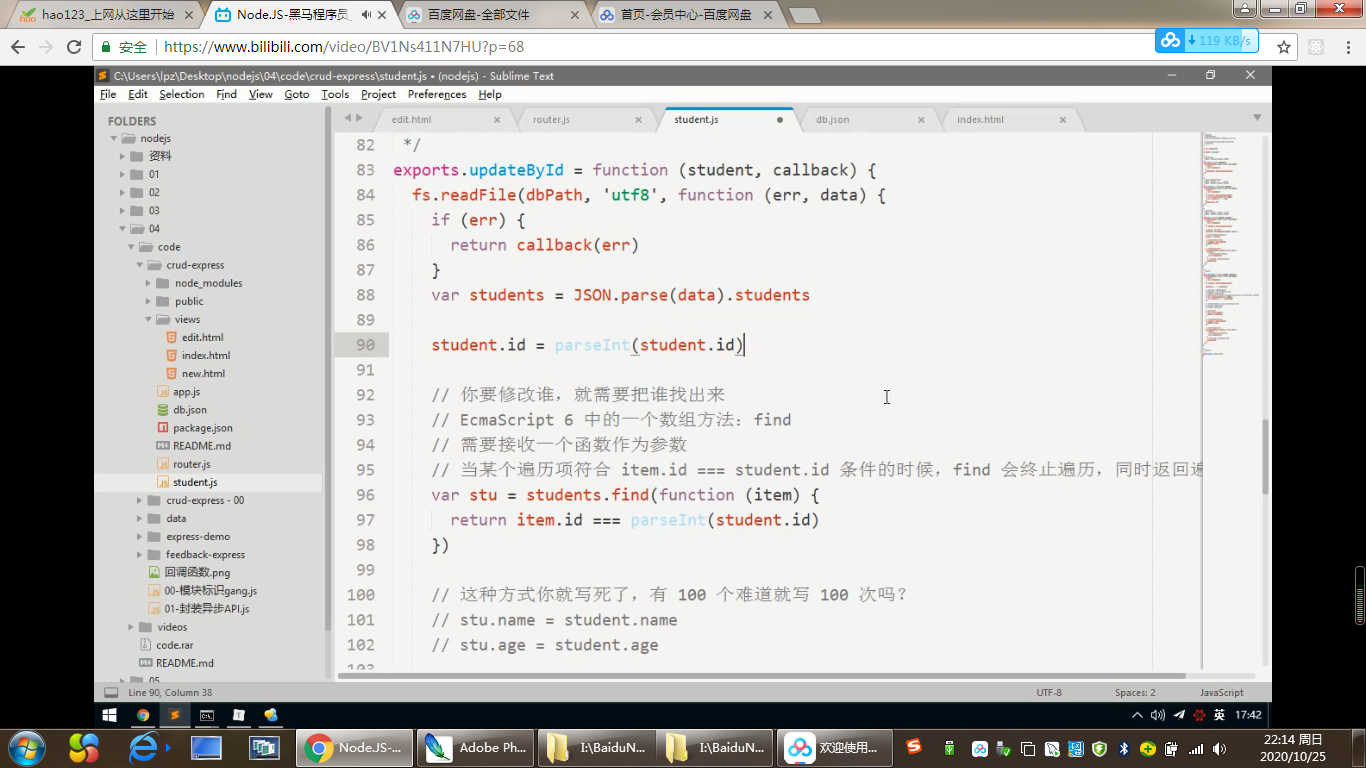 hao123_上网从这里开始
Node.JS-黑马程序员_
百度网盘-全部文件
首页-会员中心-百度网盘
安全
https://www.bilibili.com/video/BV1Ns411N7HU?p=68
119 KB/s
C:\Users\lpz\Desktop\nodejs\04\code\crud-express\student.js • (nodejs) - Sublime Text
File Edit Selection Find View Goto Tools Project Preferences Help
FOLDERS
nodejs
资料
01
02
03
04
code
crud-express
node_modules
public
views
edit.html
index.html
new.html
app.js
db.json
package.json
README.md
router.js
student.js
crud-express - 00
data
express-demo
feedback-express
回调函数.png
00-模块标识gang.js
01-封装异步API.js
videos
code.rar
README.md
05
edit.html
router.js
student.js
db.json
index.html
82 */
83 exports.updateById = function (student, callback) {
84 fs.readFile(dbPath, 'utf8', function (err, data) {
85 if (err) {
86 return callback(err)
87 }
88 var students = JSON.parse(data).students
89
90 student.id = parseInt(student.id)
91
92 // 你要修改谁，就需要把谁找出来
93 // EcmaScript 6 中的一个数组方法：find
94 // 需要接收一个函数作为参数
95 // 当某个遍历项符合 item.id === student.id 条件的时候，find 会终止遍历，同时返回遍
96 var stu = students.find(function (item) {
97 return item.id === parseInt(student.id)
98 })
99
100 // 这种方式你就写死了，有 100 个难道就写 100 次吗？
101 // stu.name = student.name
102 // stu.age = student.age
103
Line 90, Column 38
UTF-8
Spaces: 2
JavaScript
英
17:42
Node.JS-...
Adobe Ph...
I:\BaiduN...
I:\BaiduN...
欢迎使用...
22:14 周日
2020/10/25